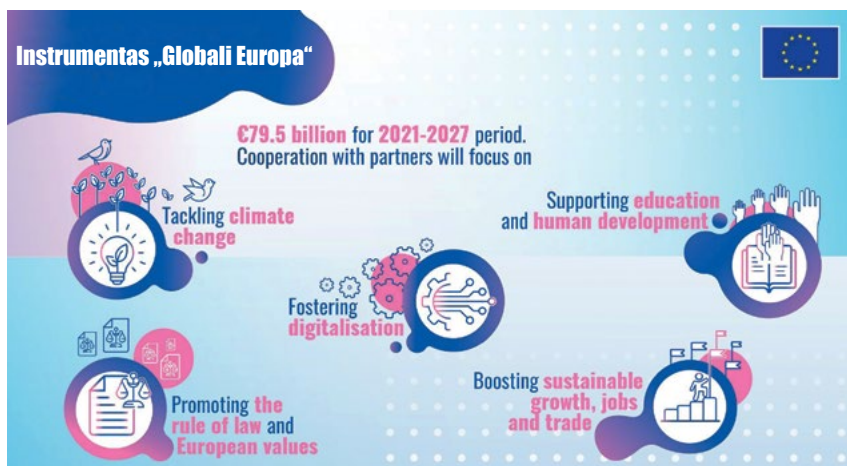 Instrumentas „Globali Europa“
€79.5 billion for 2021-2027 period.
Cooperation with partners will focus on
Tackling climate
change
Supporting education
and human development
Fostering
digitalisation
Promoting the
rule of law and
European values
Boosting sustainable
growth, jobs
and trade